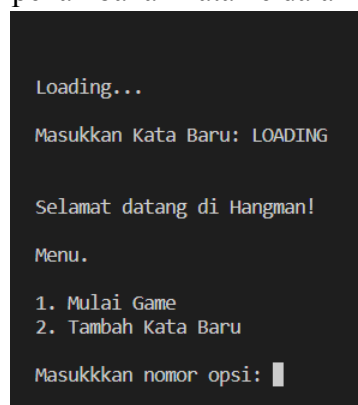 Loading...
Masukkan Kata Baru: LOADING
Selamat datang di Hangman!
Menu.
1. Mulai Game
2. Tambah Kata Baru
Masukkkan nomor opsi: